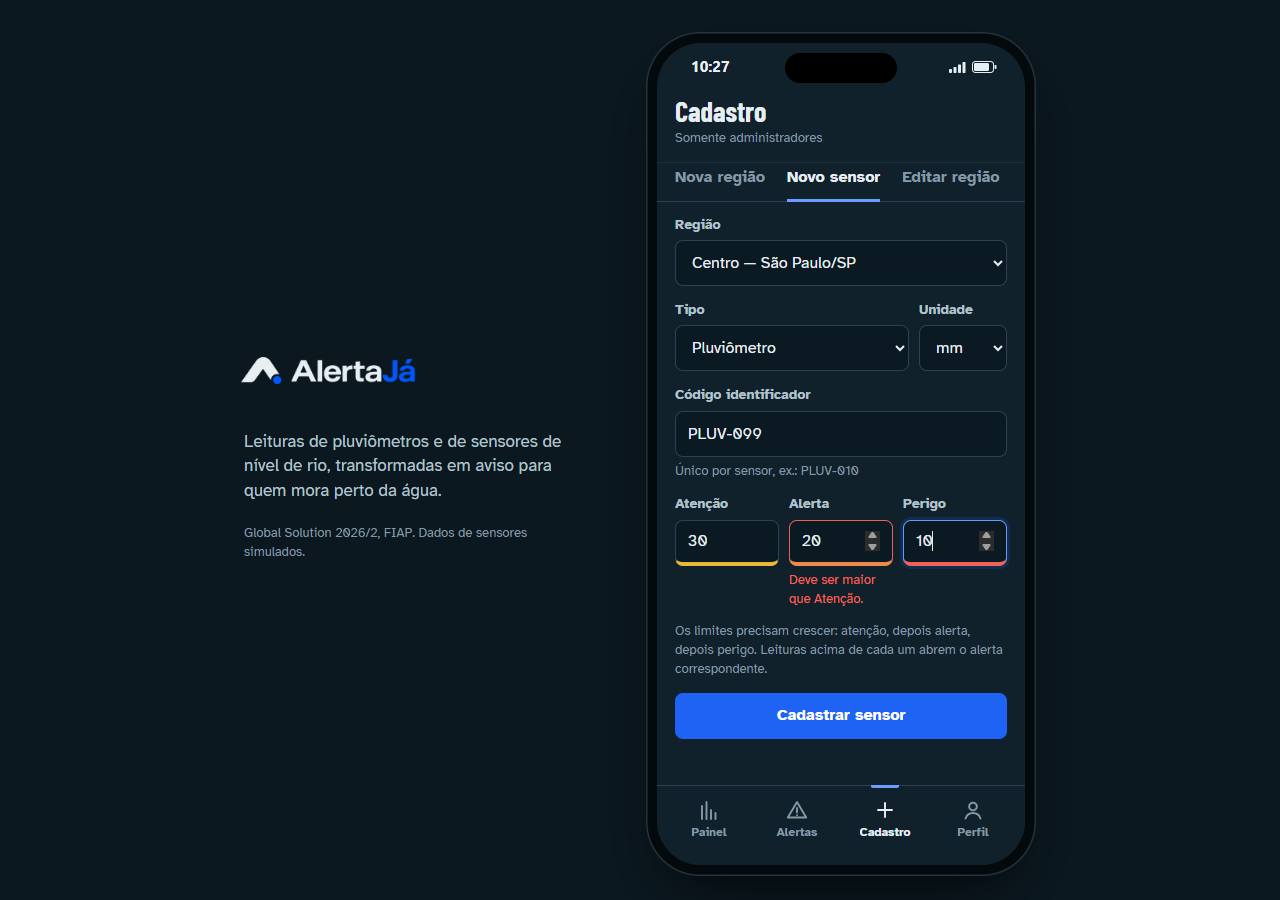 AlertaJá
Leituras de pluviômetros e de sensores de
nível de rio, transformadas em aviso para
quem mora perto da água.
Global Solution 2026/2, FIAP. Dados de sensores
simulados.
10:27
Cadastro
Somente administradores
Nova região Novo sensor Editar região
Região
Centro — São Paulo/SP
Tipo Unidade
Pluviômetro mm
Código identificador
PLUV-099
Único por sensor, ex.: PLUV-010
Atenção Alerta Perigo
30 20 10
Deve ser maior
que Atenção.
Os limites precisam crescer: atenção, depois alerta,
depois perigo. Leituras acima de cada um abrem o alerta
correspondente.
Cadastrar sensor
Painel Alertas Cadastro Perfil